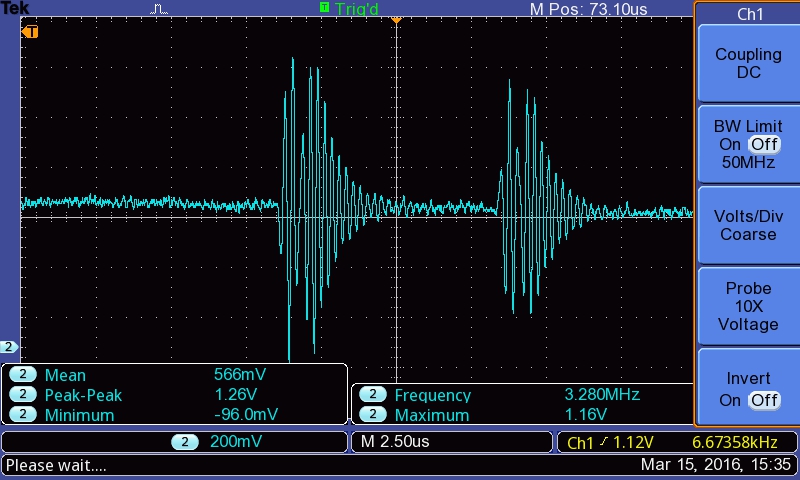 Tek
T Trig'd
M Pos: 73.10us
Ch1
T
Coupling
DC
BW Limit
On Off
50MHz
Volts/Div
Coarse
Probe
10X
Voltage
Invert
On Off
2
2 Mean 566mV
2 Peak-Peak 1.26V
2 Minimum -96.0mV
2 Frequency 3.280MHz
2 Maximum 1.16V
2 200mV
M 2.50us
Ch1 1.12V 6.67358kHz
Please wait....
Mar 15, 2016, 15:35